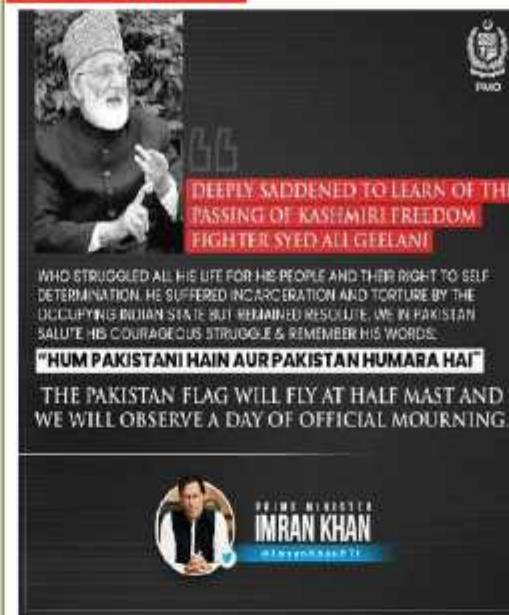 PMO
DEEPLY SADDENED TO LEARN OF THE
PASSING OF KASHMIRI FREEDOM
FIGHTER SYED ALI GEELANI
WHO STRUGGLED ALL HIS LIFE FOR HIS PEOPLE AND THEIR RIGHT TO SELF
DETERMINATION. HE SUFFERED INCARCERATION AND TORTURE BY THE
OCCUPYING INDIAN STATE BUT REMAINED RESOLUTE. WE IN PAKISTAN
SALUTE HIS COURAGEOUS STRUGGLE & REMEMBER HIS WORDS:
"HUM PAKISTANI HAIN AUR PAKISTAN HUMARA HAI"
THE PAKISTAN FLAG WILL FLY AT HALF MAST AND
WE WILL OBSERVE A DAY OF OFFICIAL MOURNING.
PRIME MINISTER
IMRAN KHAN
@ImranKhanPTI